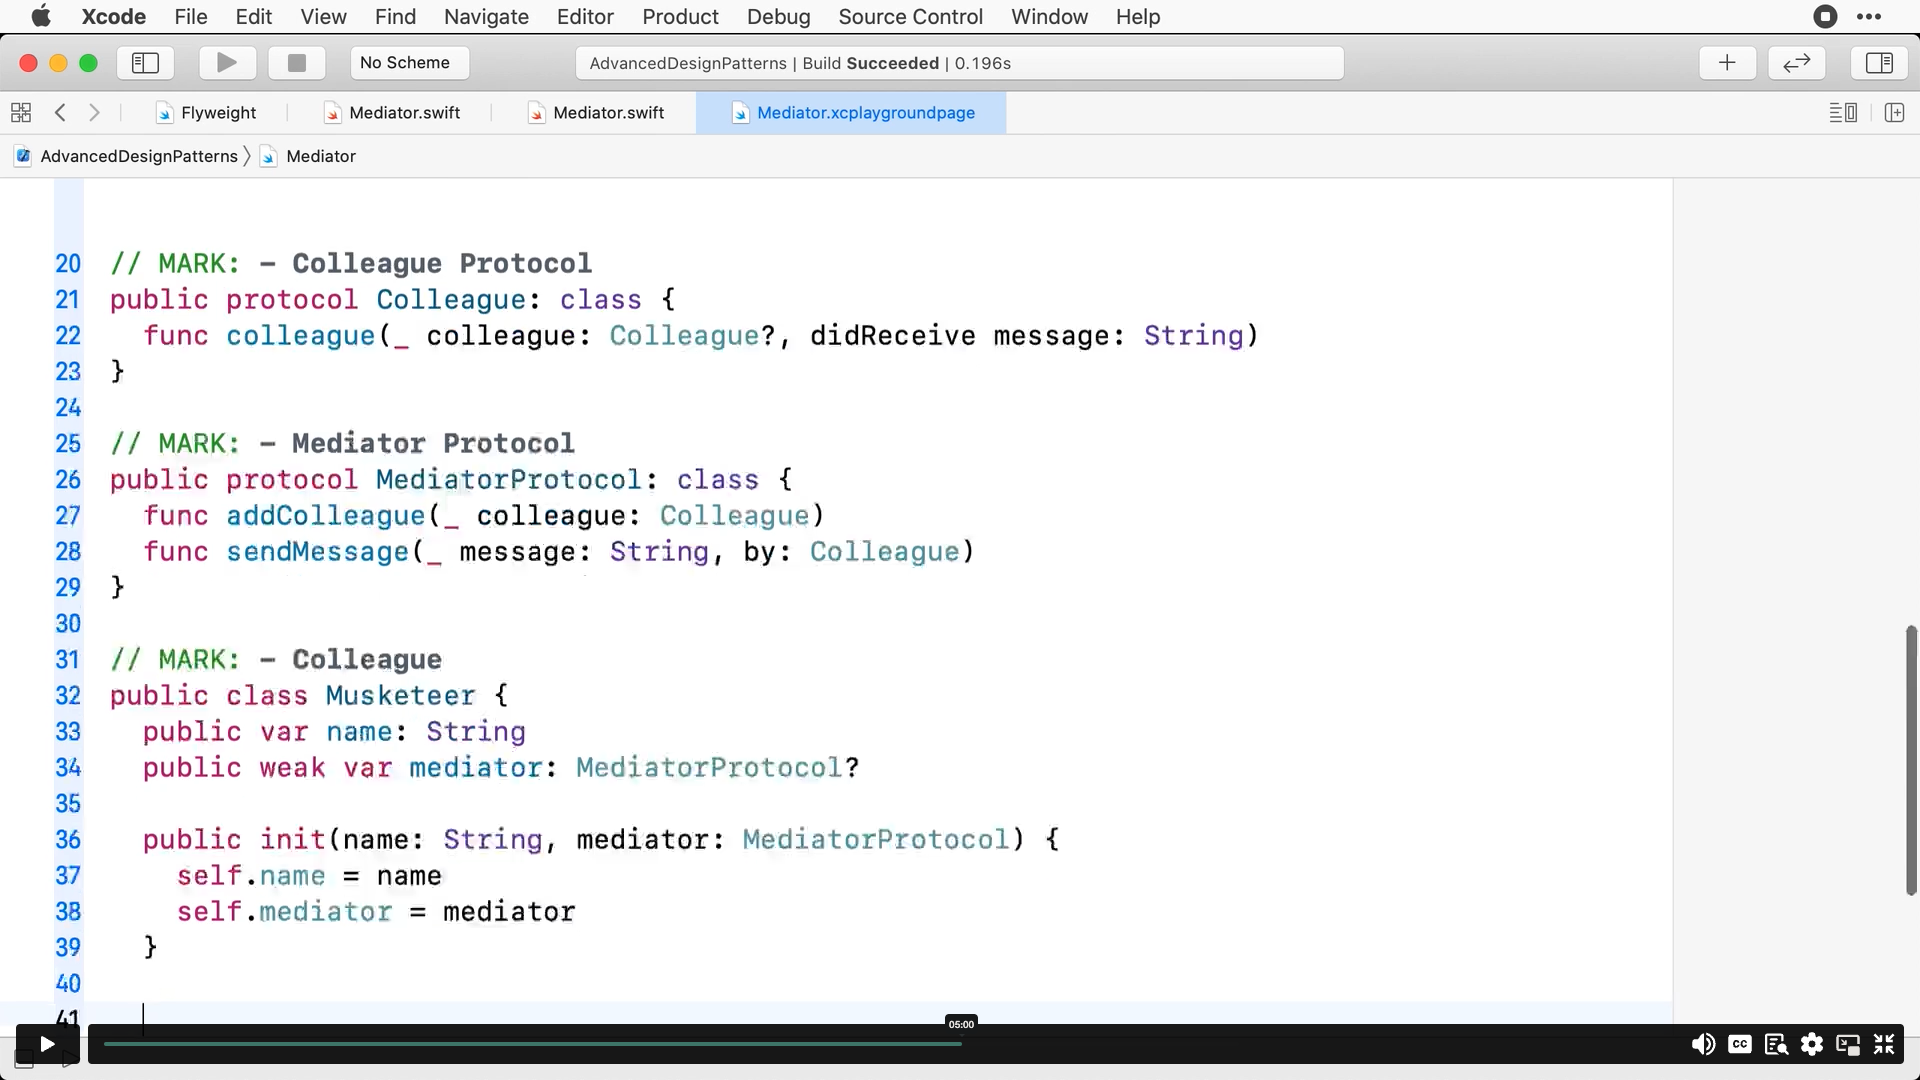 Xcode File Edit View Find Navigate Editor Product Debug Source Control Window Help
No Scheme AdvancedDesignPatterns | Build Succeeded | 0.196s
Flyweight Mediator.swift Mediator.swift Mediator.xcplaygroundpage
AdvancedDesignPatterns Mediator
20 // MARK: - Colleague Protocol
21 public protocol Colleague: class {
22 func colleague(_ colleague: Colleague?, didReceive message: String)
23 }
24
25 // MARK: - Mediator Protocol
26 public protocol MediatorProtocol: class {
27 func addColleague(_ colleague: Colleague)
28 func sendMessage(_ message: String, by: Colleague)
29 }
30
31 // MARK: - Colleague
32 public class Musketeer {
33 public var name: String
34 public weak var mediator: MediatorProtocol?
35
36 public init(name: String, mediator: MediatorProtocol) {
37 self.name = name
38 self.mediator = mediator
39 }
40
41
05:00
CC